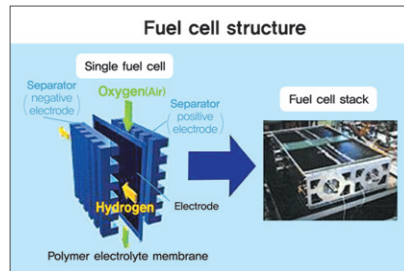 Fuel cell structure
Single fuel cell
Oxygen(Air)
Separator
(negative
electrode)
Separator
(positive
electrode)
Fuel cell stack
Hydrogen
Electrode
Polymer electrolyte membrane